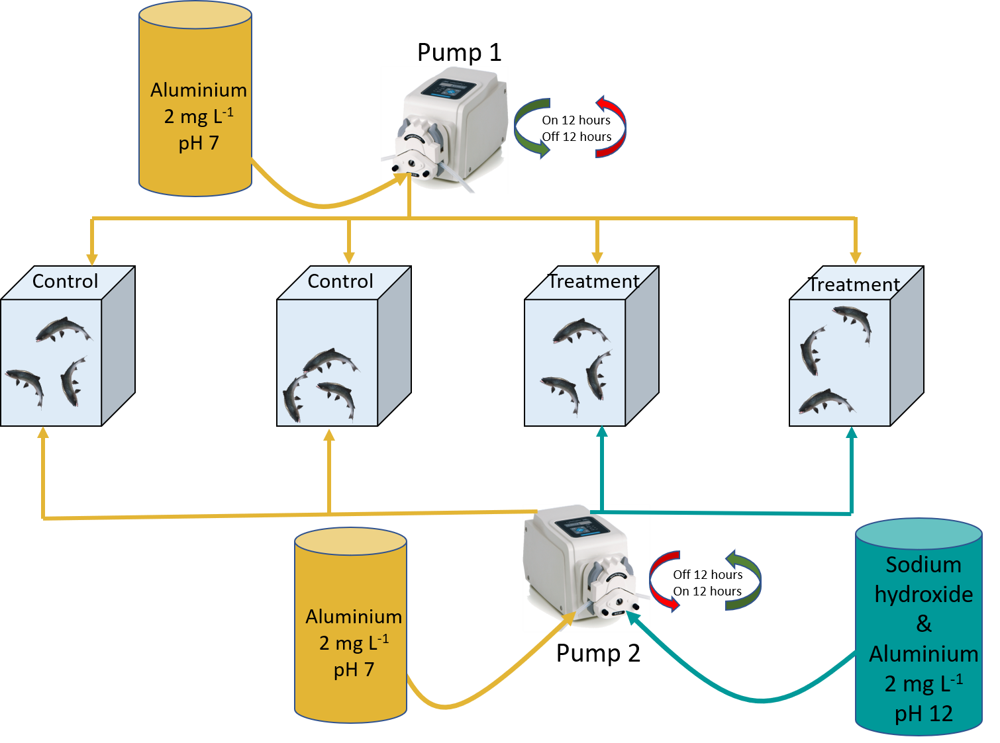 Pump 1
Aluminium
2 mg L⁻¹
pH 7
On 12 hours
Off 12 hours
Control
Control
Treatment
Treatment
Aluminium
2 mg L⁻¹
pH 7
Off 12 hours
On 12 hours
Pump 2
Sodium
hydroxide
&
Aluminium
2 mg L⁻¹
pH 12